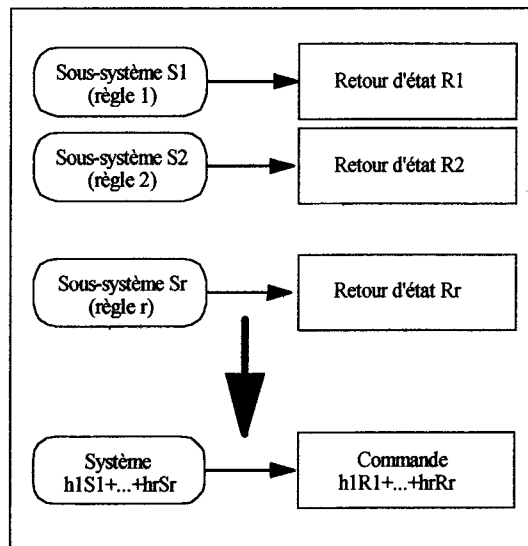 Sous-système S1
(règle 1)
Retour d'état R1
Sous-système S2
(règle 2)
Retour d'état R2
Sous-système Sr
(règle r)
Retour d'état Rr
Système
h1S1+...+hrSr
Commande
h1R1+...+hrRr